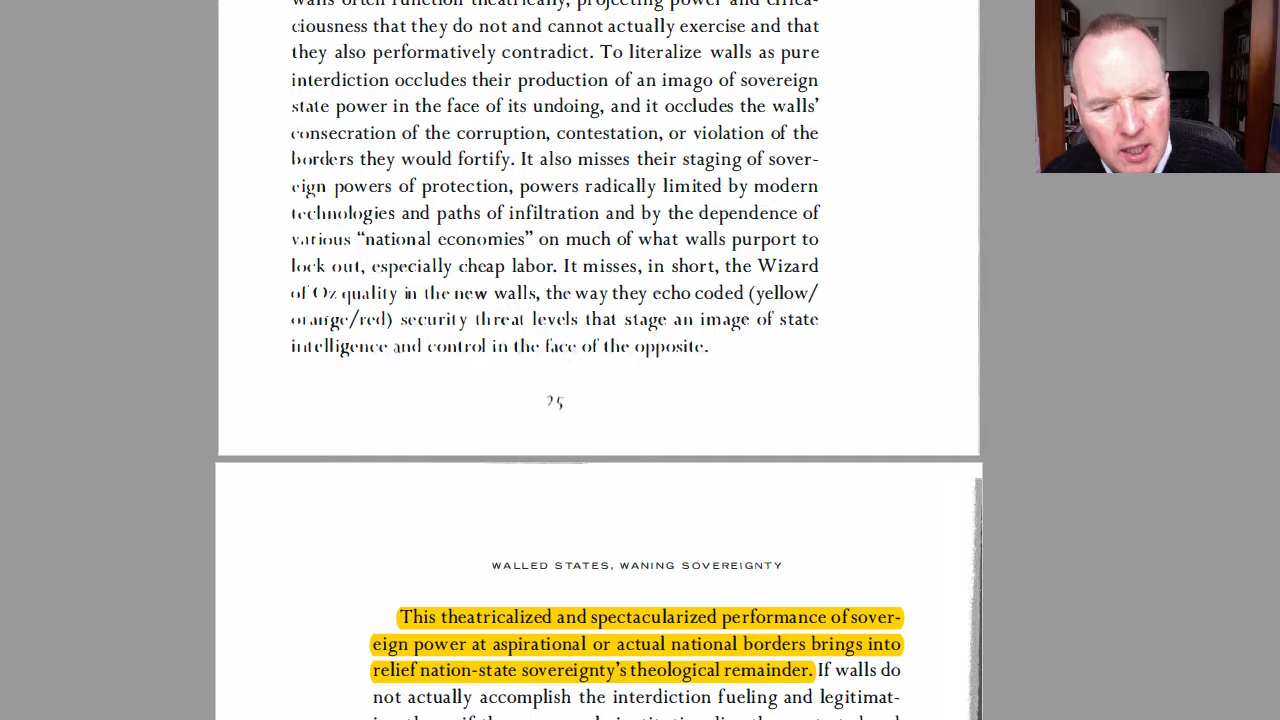 walls often function theatrically, projecting power and effica-
ciousness that they do not and cannot actually exercise and that
they also performatively contradict. To literalize walls as pure
interdiction occludes their production of an imago of sovereign
state power in the face of its undoing, and it occludes the walls’
consecration of the corruption, contestation, or violation of the
borders they would fortify. It also misses their staging of sover-
eign powers of protection, powers radically limited by modern
technologies and paths of infiltration and by the dependence of
various “national economies” on much of what walls purport to
lock out, especially cheap labor. It misses, in short, the Wizard
of Oz quality in the new walls, the way they echo coded (yellow/
orange/red) security threat levels that stage an image of state
intelligence and control in the face of the opposite.
25
WALLED STATES, WANING SOVEREIGNTY
This theatricalized and spectacularized performance of sover-
eign power at aspirational or actual national borders brings into
relief nation-state sovereignty’s theological remainder. If walls do
not actually accomplish the interdiction fueling and legitimat-